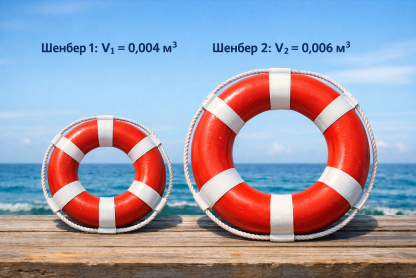 Шенбер 1: V₁ = 0,004 м³
Шенбер 2: V₂ = 0,006 м³